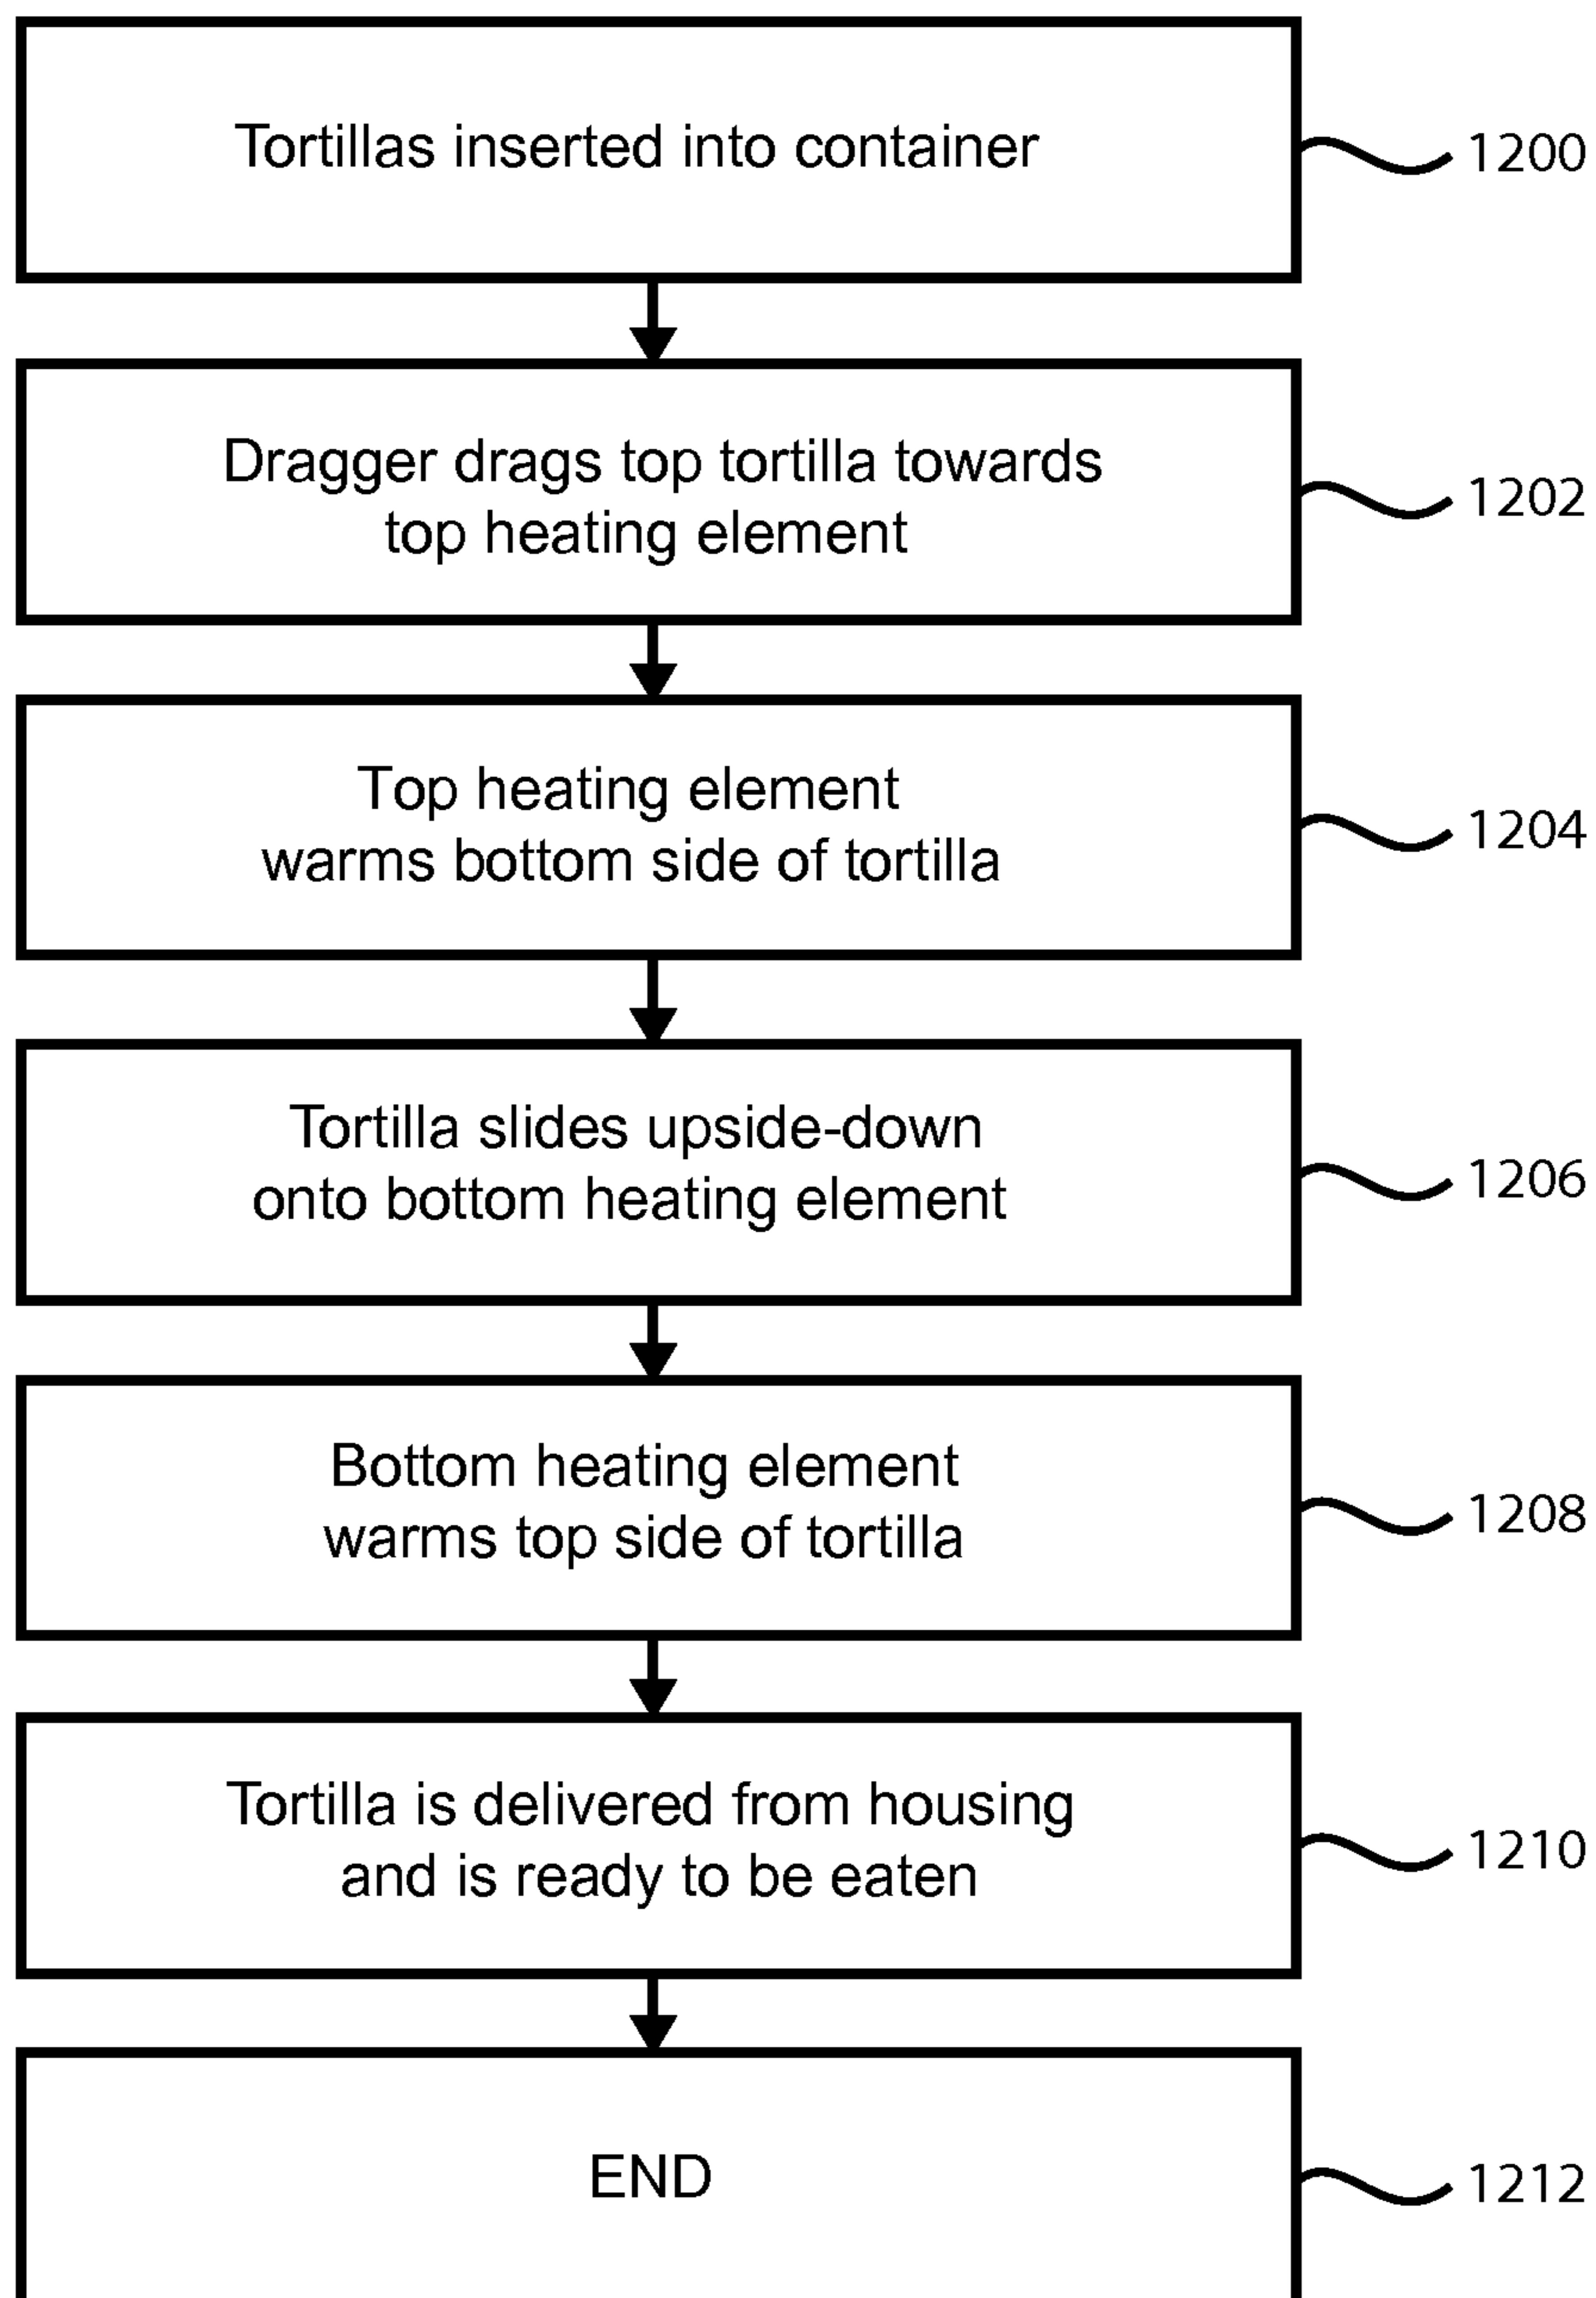 Tortillas inserted into container
1200
Dragger drags top tortilla towards
top heating element
1202
Top heating element
warms bottom side of tortilla
1204
Tortilla slides upside-down
onto bottom heating element
1206
Bottom heating element
warms top side of tortilla
1208
Tortilla is delivered from housing
and is ready to be eaten
1210
END
1212